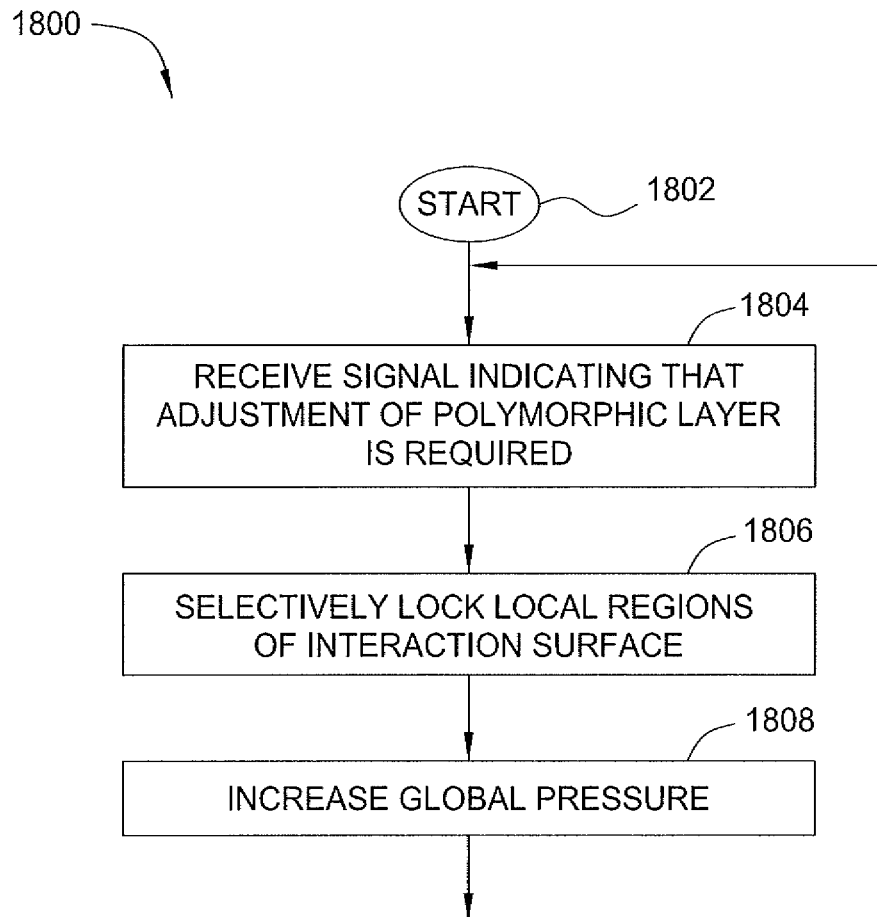 1800
START
1802
1804
RECEIVE SIGNAL INDICATING THAT
ADJUSTMENT OF POLYMORPHIC LAYER
IS REQUIRED
1806
SELECTIVELY LOCK LOCAL REGIONS
OF INTERACTION SURFACE
1808
INCREASE GLOBAL PRESSURE